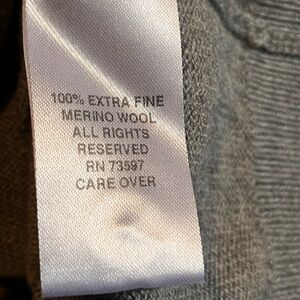 100% EXTRA FINE
MERINO WOOL
ALL RIGHTS
RESERVED
RN 73597
CARE OVER